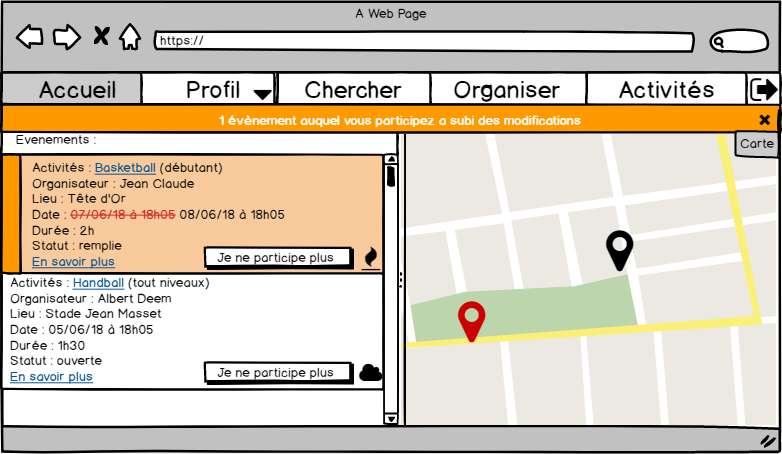 A Web Page
https://
Accueil
Profil
Chercher
Organiser
Activités
1 évènement auquel vous participez a subi des modifications
Evenements :
Carte
Activités : Basketball (débutant)
Organisateur : Jean Claude
Lieu : Tête d'Or
Date : 07/06/18 à 18h05 08/06/18 à 18h05
Durée : 2h
Statut : remplie
En savoir plus
Je ne participe plus
Activités : Handball (tout niveaux)
Organisateur : Albert Deem
Lieu : Stade Jean Masset
Date : 05/06/18 à 18h05
Durée : 1h30
Statut : ouverte
En savoir plus
Je ne participe plus